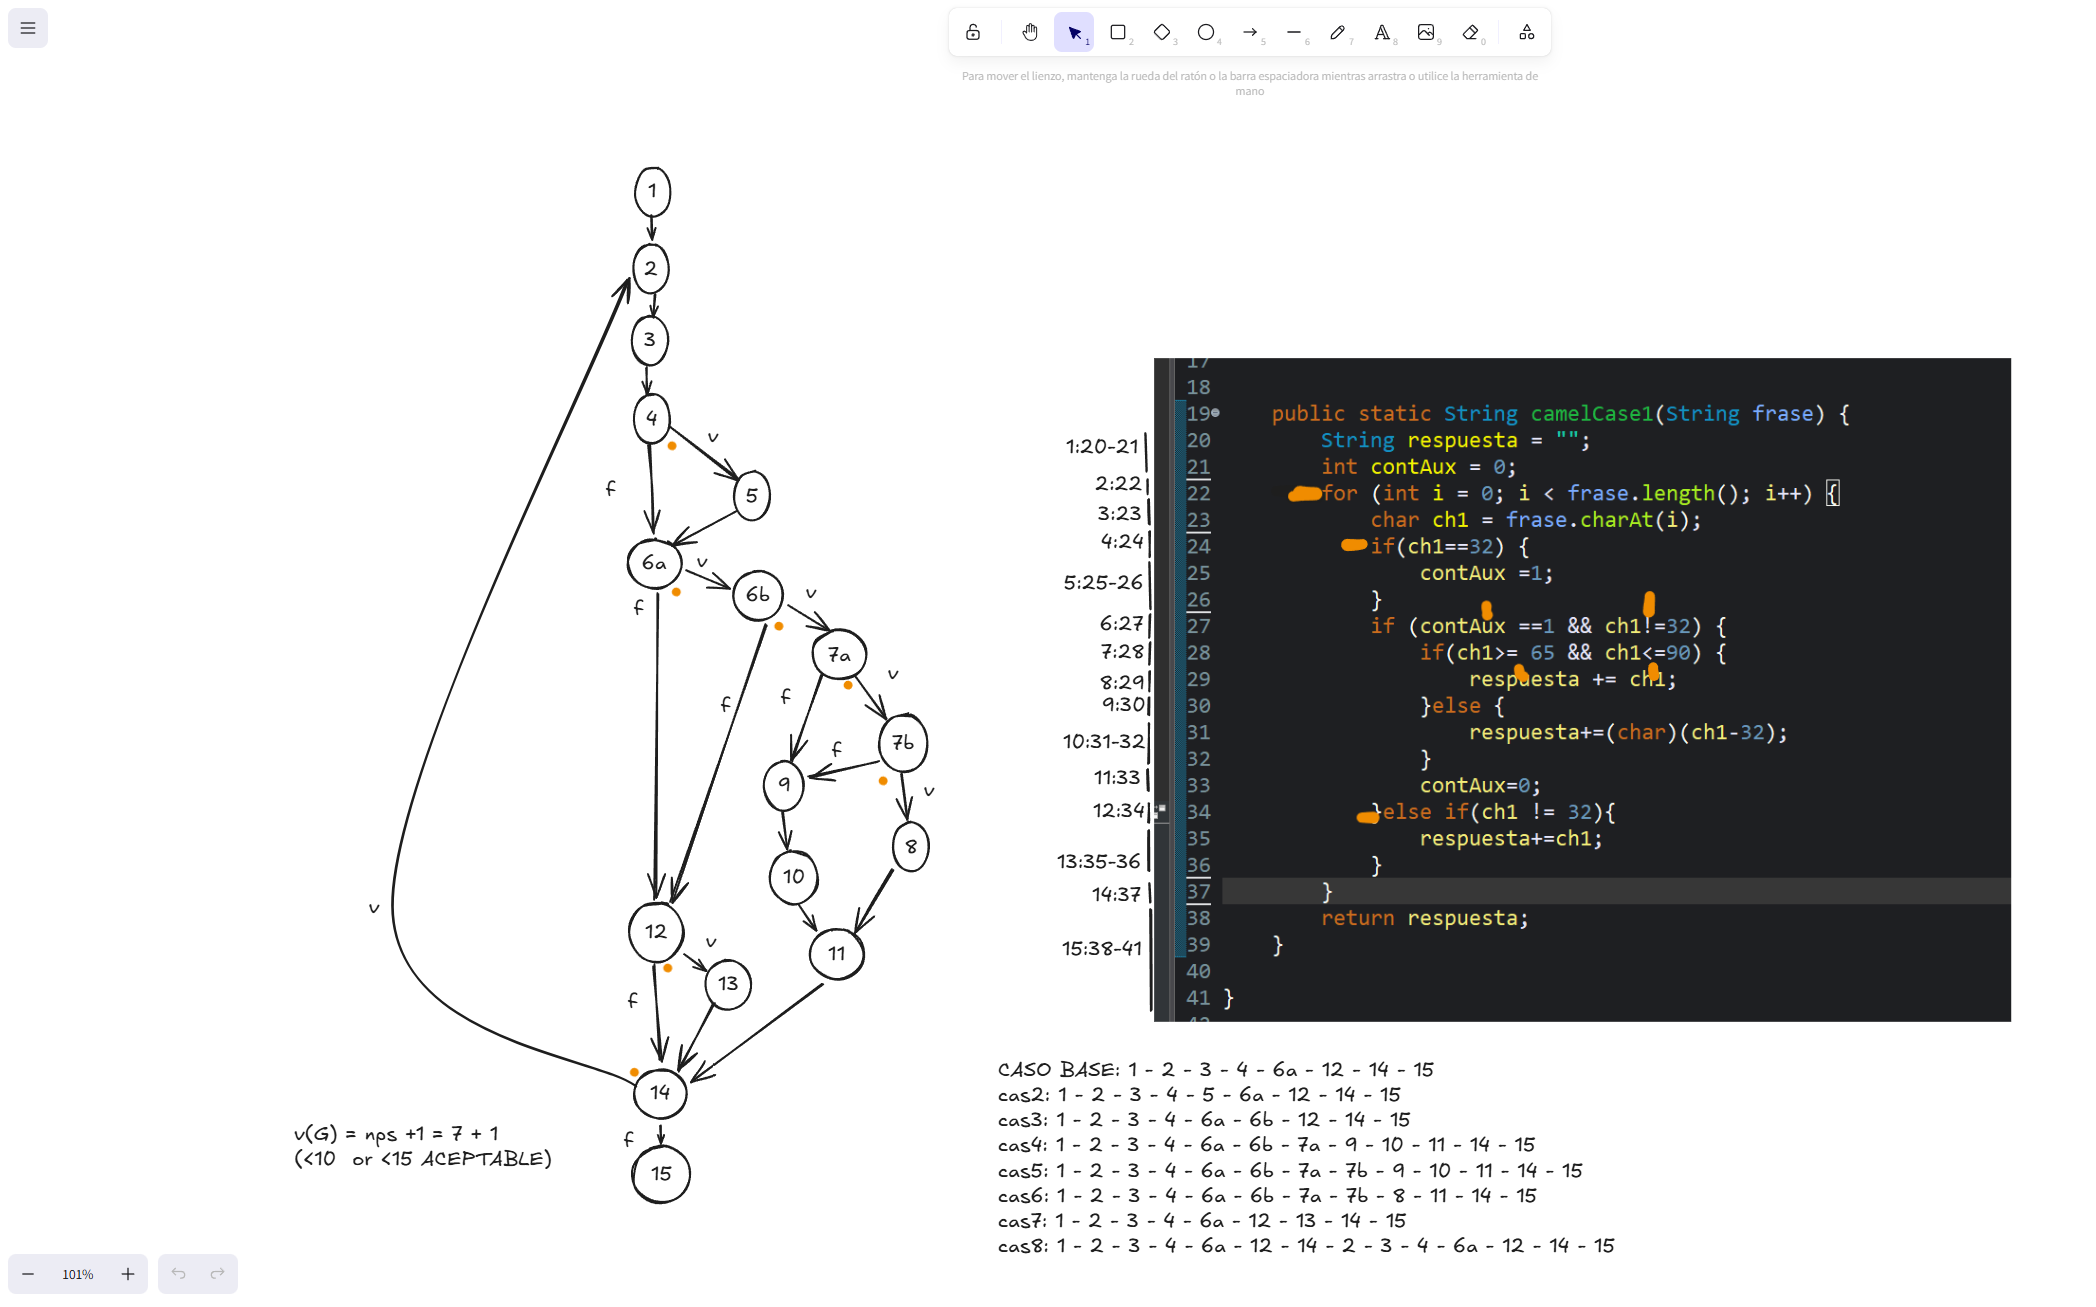 1 2 3 4 5 6 7 8 9 0
Para mover el lienzo, mantenga la rueda del ratón o la barra espaciadora mientras arrastra o utilice la herramienta de
mano
1
2
3
4
v
5
f
6a
v
6b
v
f
7a
v
f
f
7b
f
9
v
8
10
v
12
v
11
13
f
14
f
15
v(G) = nps +1 = 7 + 1
(<10 or <15 ACEPTABLE)
1:20-21
2:22
3:23
4:24
5:25-26
6:27
7:28
8:29
9:30
10:31-32
11:33
12:34
13:35-36
14:37
15:38-41
17
18
19 public static String camelCase1(String frase) {
20 String respuesta = "";
21 int contAux = 0;
22 for (int i = 0; i < frase.length(); i++) {
23 char ch1 = frase.charAt(i);
24 if(ch1==32) {
25 contAux =1;
26 }
27 if (contAux ==1 && ch1!=32) {
28 if(ch1>= 65 && ch1<=90) {
29 respuesta += ch1;
30 }else {
31 respuesta+=(char)(ch1-32);
32 }
33 contAux=0;
34 }else if(ch1 != 32){
35 respuesta+=ch1;
36 }
37 }
38 return respuesta;
39 }
40
41 }
42
CASO BASE: 1 - 2 - 3 - 4 - 6a - 12 - 14 - 15
cas2: 1 - 2 - 3 - 4 - 5 - 6a - 12 - 14 - 15
cas3: 1 - 2 - 3 - 4 - 6a - 6b - 12 - 14 - 15
cas4: 1 - 2 - 3 - 4 - 6a - 6b - 7a - 9 - 10 - 11 - 14 - 15
cas5: 1 - 2 - 3 - 4 - 6a - 6b - 7a - 7b - 9 - 10 - 11 - 14 - 15
cas6: 1 - 2 - 3 - 4 - 6a - 6b - 7a - 7b - 8 - 11 - 14 - 15
cas7: 1 - 2 - 3 - 4 - 6a - 12 - 13 - 14 - 15
cas8: 1 - 2 - 3 - 4 - 6a - 12 - 14 - 2 - 3 - 4 - 6a - 12 - 14 - 15
101%